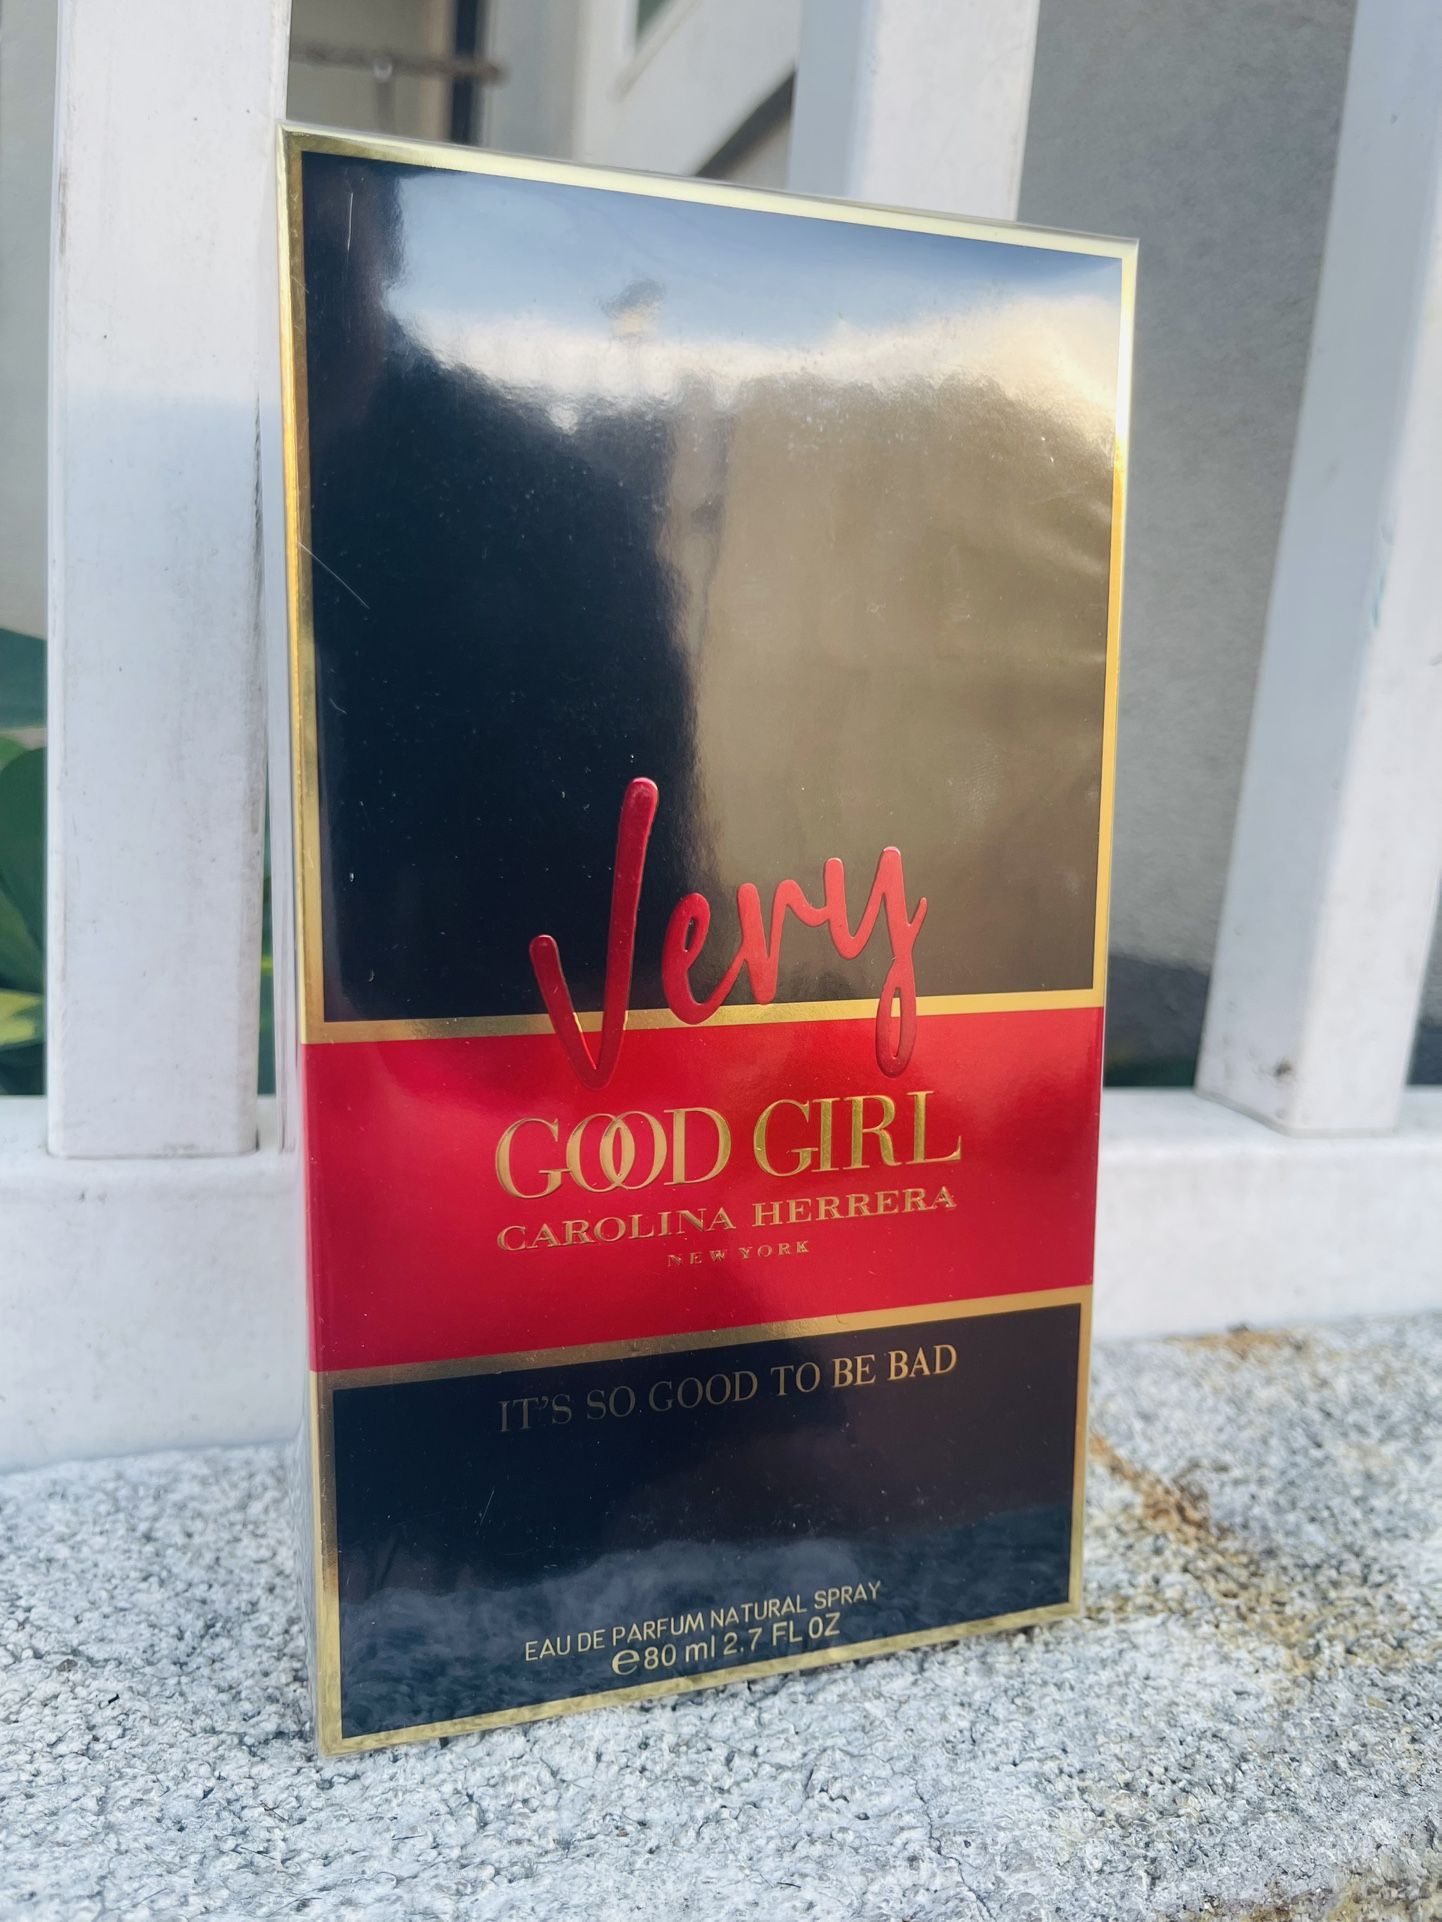 Very
GOOD GIRL
CAROLINA HERRERA
NEW YORK
IT'S SO GOOD TO BE BAD
EAU DE PARFUM NATURAL SPRAY
℮80 ml 2.7 FL OZ